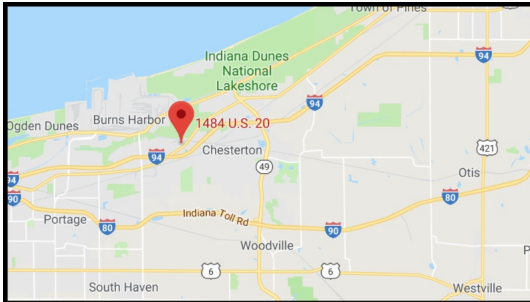 Town of Pines
Indiana Dunes
National
Lakeshore
94
94
Burns Harbor
1484 U.S. 20
Ogden Dunes
421
Chesterton
94
49
Otis
94
90
80
Portage
80
Indiana Toll Rd
90
Woodville
6
6
South Haven
Westville
P